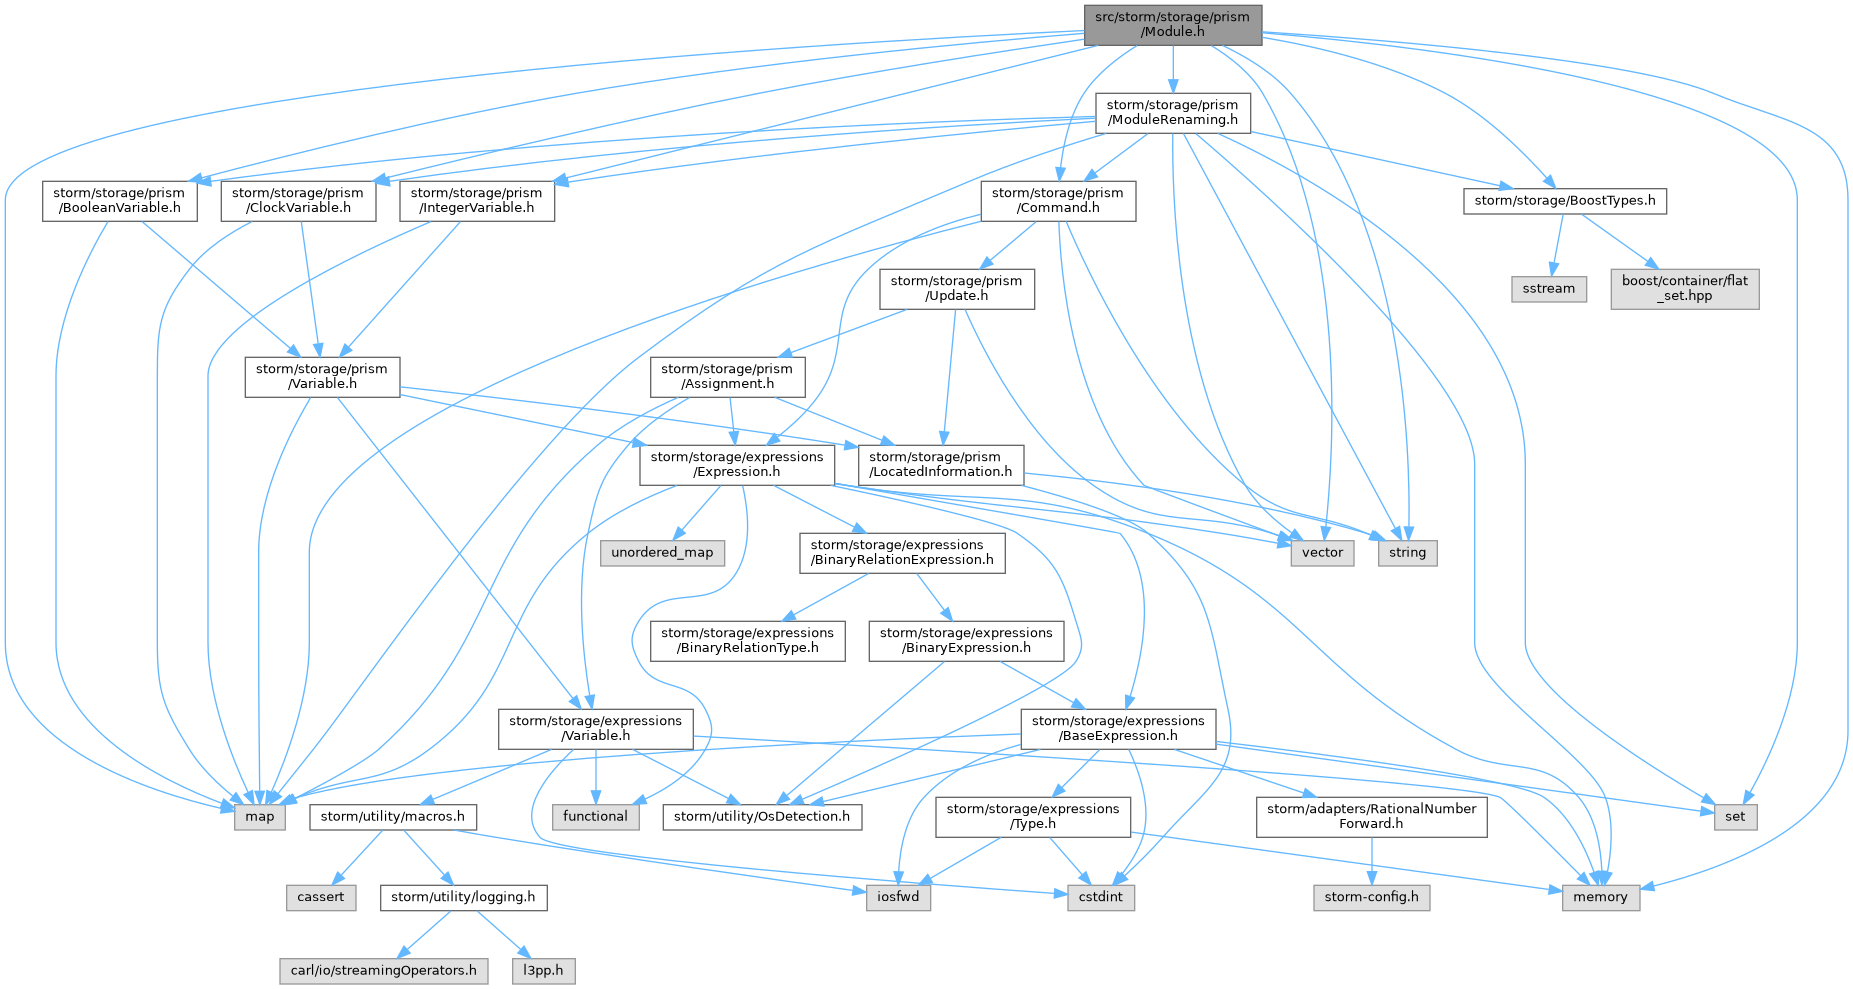 src/storm/storage/prism
/Module.h
storm/storage/prism
/ModuleRenaming.h
storm/storage/prism
/BooleanVariable.h
storm/storage/prism
/ClockVariable.h
storm/storage/prism
/IntegerVariable.h
storm/storage/prism
/Command.h
storm/storage/BoostTypes.h
storm/storage/prism
/Update.h
sstream
boost/container/flat
_set.hpp
storm/storage/prism
/Variable.h
storm/storage/prism
/Assignment.h
storm/storage/expressions
/Expression.h
storm/storage/prism
/LocatedInformation.h
unordered_map
storm/storage/expressions
/BinaryRelationExpression.h
vector
string
storm/storage/expressions
/BinaryRelationType.h
storm/storage/expressions
/BinaryExpression.h
storm/storage/expressions
/Variable.h
storm/storage/expressions
/BaseExpression.h
map
storm/utility/macros.h
functional
storm/utility/OsDetection.h
storm/storage/expressions
/Type.h
storm/adapters/RationalNumber
Forward.h
set
cassert
storm/utility/logging.h
iosfwd
cstdint
storm-config.h
memory
carl/io/streamingOperators.h
l3pp.h